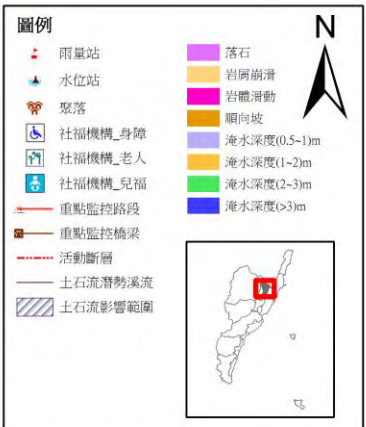 圖例
N
雨量站
水位站
聚落
社福機構_身障
社福機構_老人
社福機構_兒福
重點監控路段
重點監控橋梁
活動斷層
土石流潛勢溪流
土石流影響範圍
落石
岩屑崩滑
岩體滑動
順向坡
淹水深度(0.5~1)m
淹水深度(1~2)m
淹水深度(2~3)m
淹水深度(>3)m